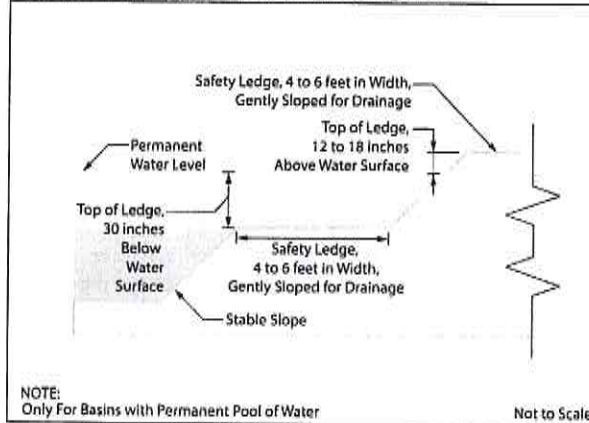 Safety Ledge, 4 to 6 feet in Width,
Gently Sloped for Drainage
Top of Ledge,
12 to 18 inches
Above Water Surface
Permanent
Water Level
Top of Ledge,
30 inches
Below
Water
Surface
Safety Ledge,
4 to 6 feet in Width,
Gently Sloped for Drainage
Stable Slope
NOTE:
Only For Basins with Permanent Pool of Water
Not to Scale